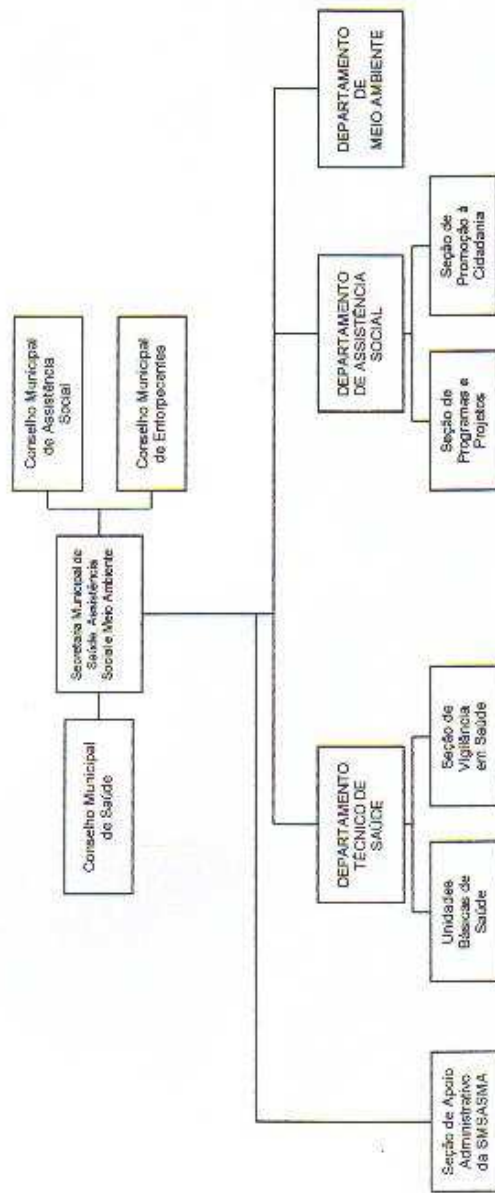 Conselho Municipal
de Saúde
Secretaria Municipal de
Saúde, Assistência
Social e Meio Ambiente
Conselho Municipal
de Assistência
Social
Conselho Municipal
de Entorpecentes
DEPARTAMENTO
TÉCNICO DE
SAÚDE
DEPARTAMENTO
DE ASSISTÊNCIA
SOCIAL
DEPARTAMENTO
DE
MEIO AMBIENTE
Seção de Apoio
Administrativo
da SMSASMA
Unidades
Básicas de
Saúde
Seção de
Vigilância
em Saúde
Seção de
Programas e
Projetos
Seção de
Promoção à
Cidadania